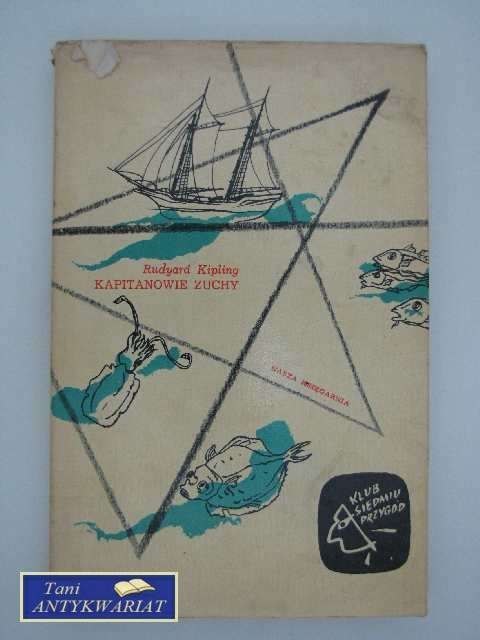 Rudyard Kipling
KAPITANOWIE ZUCHY
NASZA KSIĘGARNIA
KLUB
SIEDMIU
PRZYGÓD
Tani
ANTYKWARIAT